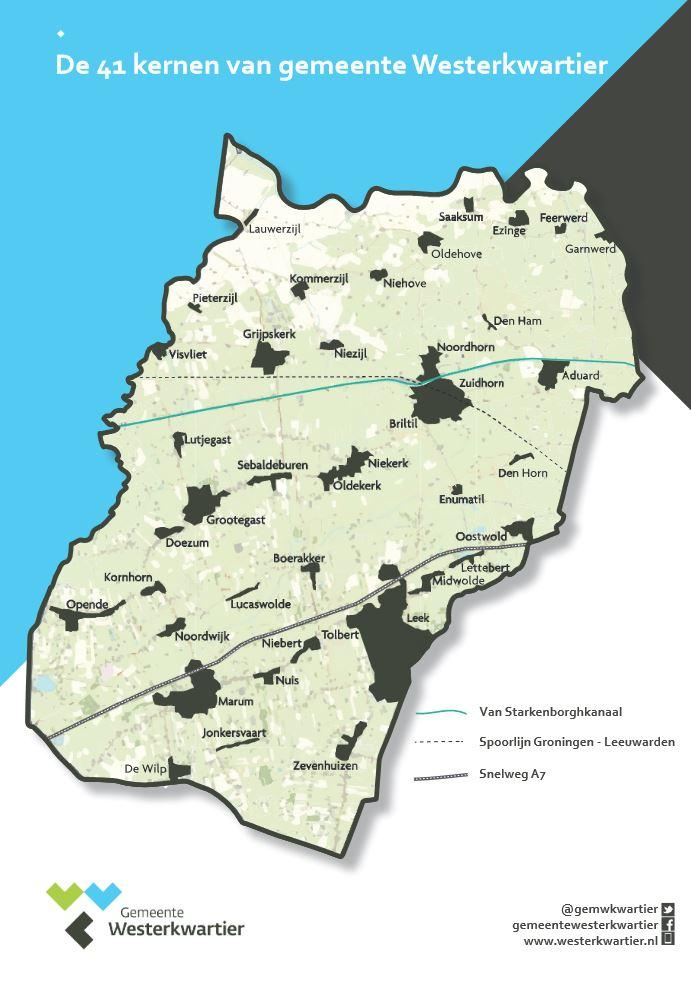 De 41 kernen van gemeente Westerkwartier
Lauwerzijl
Saaksum
Ezinge
Feerwerd
Garnwerd
Oldehove
Kommerzijl
Niehove
Pieterzijl
Den Ham
Grijpskerk
Niezijl
Noordhorn
Visvliet
Zuidhorn
Aduard
Briltil
Lutjegast
Sebaldeburen
Niekerk
Oldekerk
Den Horn
Enumatil
Grootegast
Oostwold
Doezum
Boerakker
Lettebert
Midwolde
Kornhorn
Opende
Lucaswolde
Leek
Noordwijk
Tolbert
Niebert
Nuis
Marum
Jonkersvaart
De Wilp
Zevenhuizen
Van Starkenborghkanaal
Spoorlijn Groningen - Leeuwarden
Snelweg A7
Gemeente
Westerkwartier
@gemwkwartier
gemeentewesterkwartier
www.westerkwartier.nl